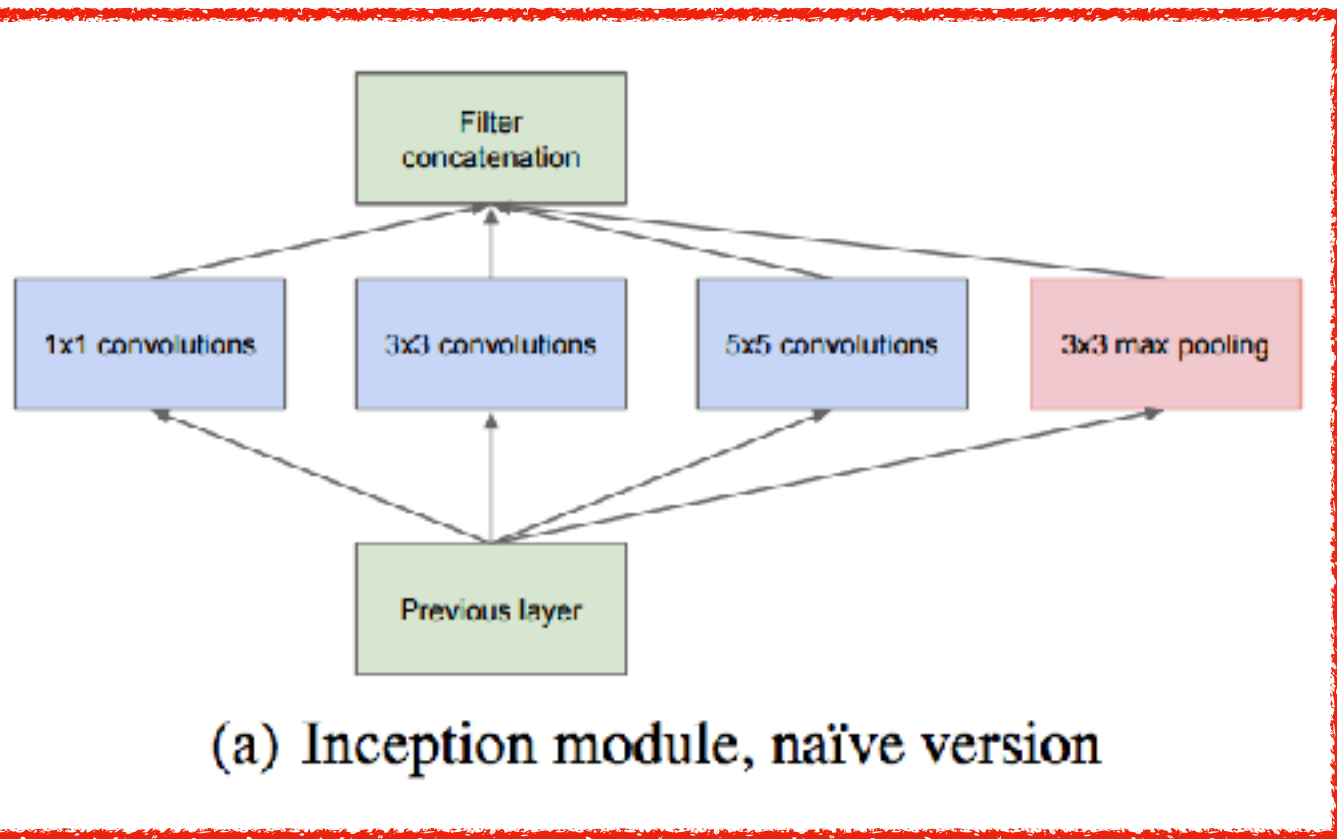 Filter
concatenation
1x1 convolutions
3x3 convolutions
5x5 convolutions
3x3 max pooling
Previous layer
(a) Inception module, naïve version